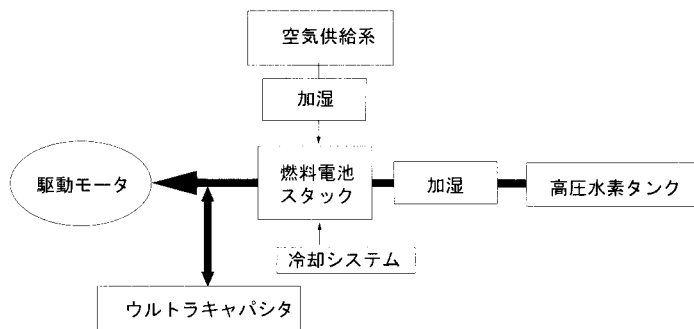 空気供給系
加湿
駆動モータ
燃料電池
スタック
加湿
高圧水素タンク
冷却システム
ウルトラキャパシタ